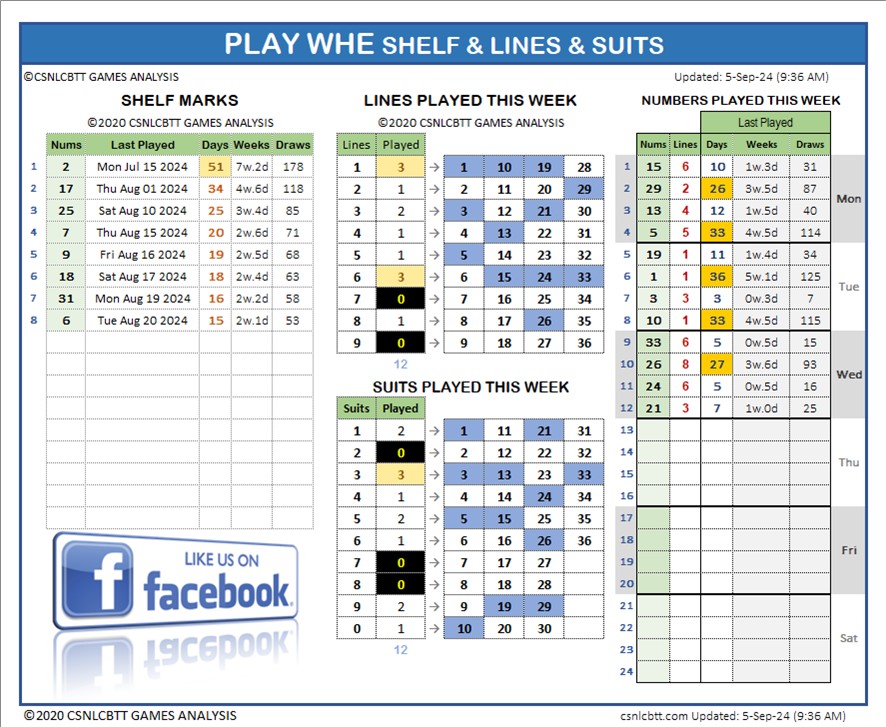 PLAY WHE SHELF & LINES & SUITS
©CSNLCBTT GAMES ANALYSIS
Updated: 5-Sep-24 (9:36 AM)
SHELF MARKS
©2020 CSNLCBTT GAMES ANALYSIS
Nums Last Played Days Weeks Draws
1 2 Mon Jul 15 2024 51 7w.2d 178
2 17 Thu Aug 01 2024 34 4w.6d 118
3 25 Sat Aug 10 2024 25 3w.4d 85
4 7 Thu Aug 15 2024 20 2w.6d 71
5 9 Fri Aug 16 2024 19 2w.5d 68
6 18 Sat Aug 17 2024 18 2w.4d 63
7 31 Mon Aug 19 2024 16 2w.2d 58
8 6 Tue Aug 20 2024 15 2w.1d 53
LIKE US ON
f facebook
LINES PLAYED THIS WEEK
©2020 CSNLCBTT GAMES ANALYSIS
Lines Played
1 3 → 1 10 19 28
2 1 → 2 11 20 29
3 2 → 3 12 21 30
4 1 → 4 13 22 31
5 1 → 5 14 23 32
6 3 → 6 15 24 33
7 0 → 7 16 25 34
8 1 → 8 17 26 35
9 0 → 9 18 27 36
12
SUITS PLAYED THIS WEEK
Suits Played
1 2 → 1 11 21 31
2 0 → 2 12 22 32
3 3 → 3 13 23 33
4 1 → 4 14 24 34
5 2 → 5 15 25 35
6 1 → 6 16 26 36
7 0 → 7 17 27
8 0 → 8 18 28
9 2 → 9 19 29
0 1 → 10 20 30
12
NUMBERS PLAYED THIS WEEK
Last Played
Nums Lines Days Weeks Draws
1 15 6 10 1w.3d 31
2 29 2 26 3w.5d 87
Mon
3 13 4 12 1w.5d 40
4 5 5 33 4w.5d 114
5 19 1 11 1w.4d 34
6 1 1 36 5w.1d 125
Tue
7 3 3 3 0w.3d 7
8 10 1 33 4w.5d 115
9 33 6 5 0w.5d 15
10 26 8 27 3w.6d 93
Wed
11 24 6 5 0w.5d 16
12 21 3 7 1w.0d 25
13
14
Thu
15
16
17
18
Fri
19
20
21
22
Sat
23
24
©2020 CSNLCBTT GAMES ANALYSIS
csnlcbtt.com Updated: 5-Sep-24 (9:36 AM)